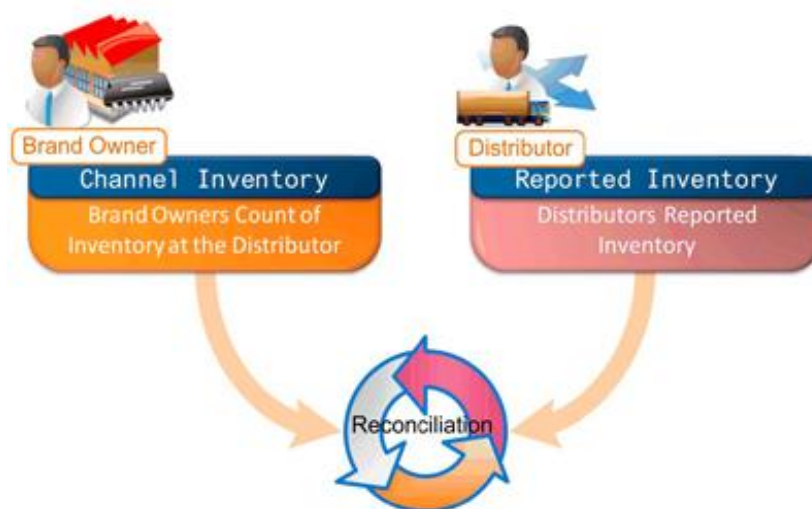 Brand Owner
Channel Inventory
Brand Owners Count of
Inventory at the Distributor
Distributor
Reported Inventory
Distributors Reported
Inventory
Reconciliation